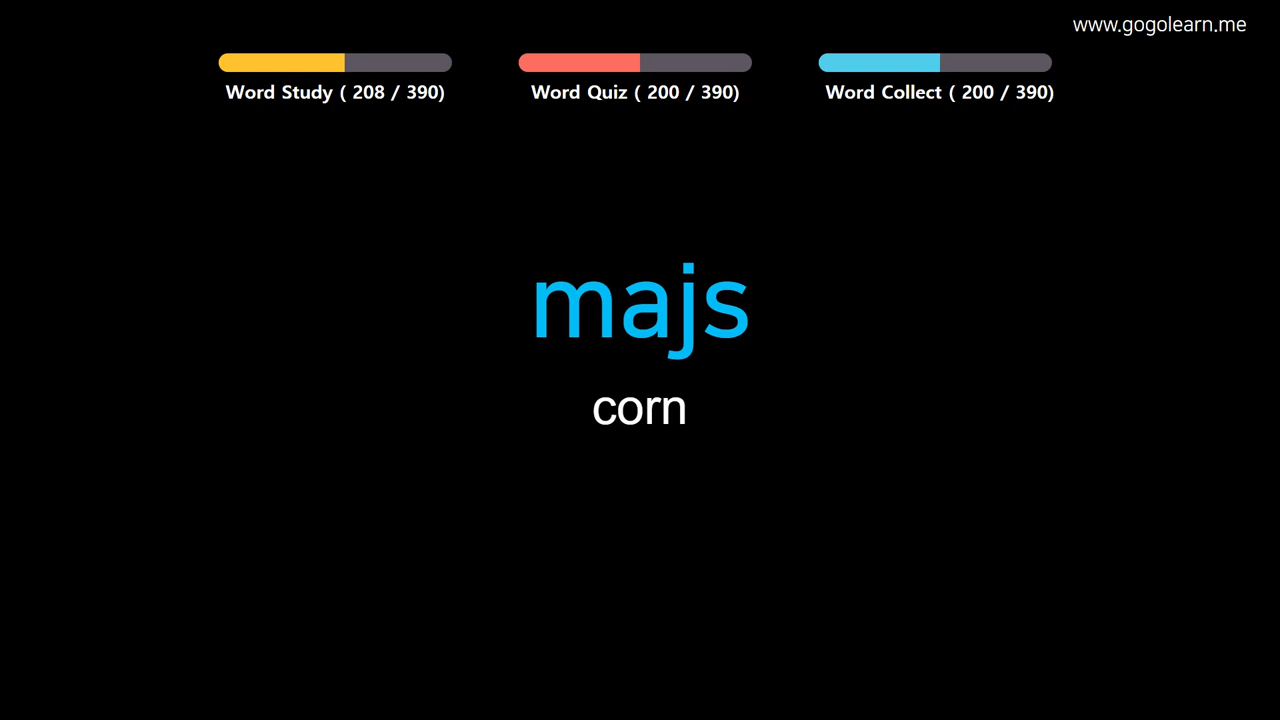 www.gogolearn.me
Word Study ( 208 / 390)
Word Quiz ( 200 / 390)
Word Collect ( 200 / 390)
majs
corn